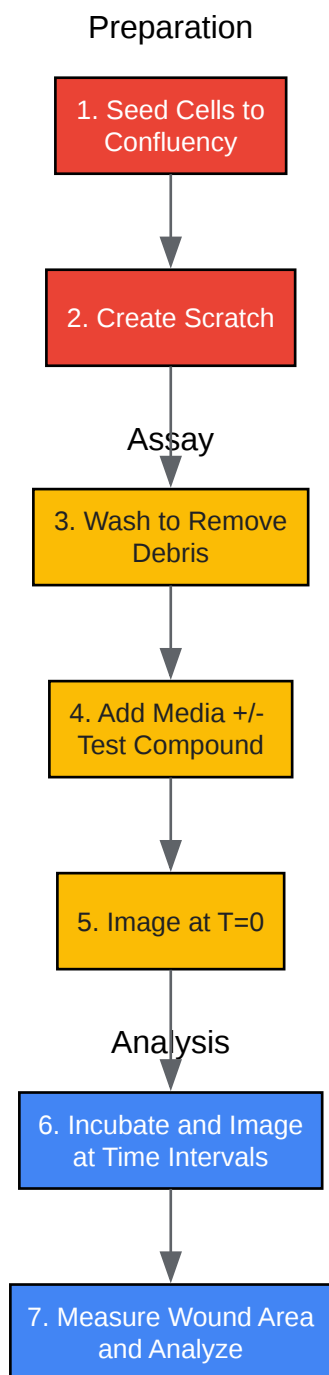 Preparation
1. Seed Cells to
Confluency
2. Create Scratch
Assay
3. Wash to Remove
Debris
4. Add Media +/-
Test Compound
5. Image at T=0
Analysis
6. Incubate and Image
at Time Intervals
7. Measure Wound Area
and Analyze